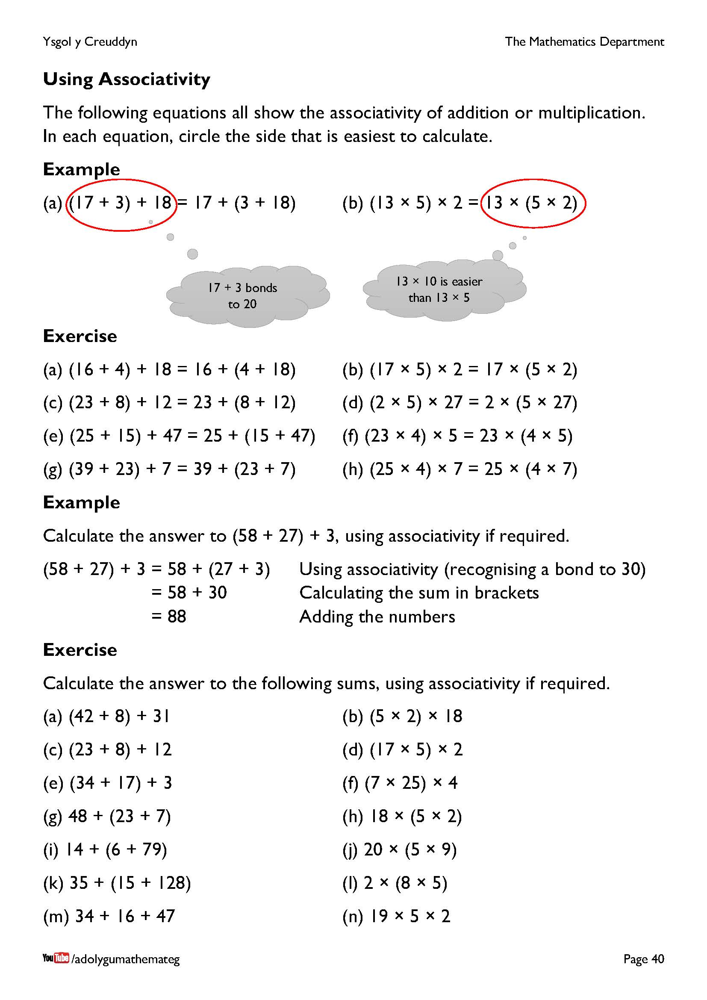 Ysgol y Creuddyn The Mathematics Department
Using Associativity
The following equations all show the associativity of addition or multiplication.
In each equation, circle the side that is easiest to calculate.
Example
(a) (17 + 3) + 18 = 17 + (3 + 18) (b) (13 × 5) × 2 = 13 × (5 × 2)
17 + 3 bonds
to 20
13 × 10 is easier
than 13 × 5
Exercise
(a) (16 + 4) + 18 = 16 + (4 + 18) (b) (17 × 5) × 2 = 17 × (5 × 2)
(c) (23 + 8) + 12 = 23 + (8 + 12) (d) (2 × 5) × 27 = 2 × (5 × 27)
(e) (25 + 15) + 47 = 25 + (15 + 47) (f) (23 × 4) × 5 = 23 × (4 × 5)
(g) (39 + 23) + 7 = 39 + (23 + 7) (h) (25 × 4) × 7 = 25 × (4 × 7)
Example
Calculate the answer to (58 + 27) + 3, using associativity if required.
(58 + 27) + 3 = 58 + (27 + 3) Using associativity (recognising a bond to 30)
= 58 + 30 Calculating the sum in brackets
= 88 Adding the numbers
Exercise
Calculate the answer to the following sums, using associativity if required.
(a) (42 + 8) + 31 (b) (5 × 2) × 18
(c) (23 + 8) + 12 (d) (17 × 5) × 2
(e) (34 + 17) + 3 (f) (7 × 25) × 4
(g) 48 + (23 + 7) (h) 18 × (5 × 2)
(i) 14 + (6 + 79) (j) 20 × (5 × 9)
(k) 35 + (15 + 128) (l) 2 × (8 × 5)
(m) 34 + 16 + 47 (n) 19 × 5 × 2
YouTube/adolygumathemateg Page 40